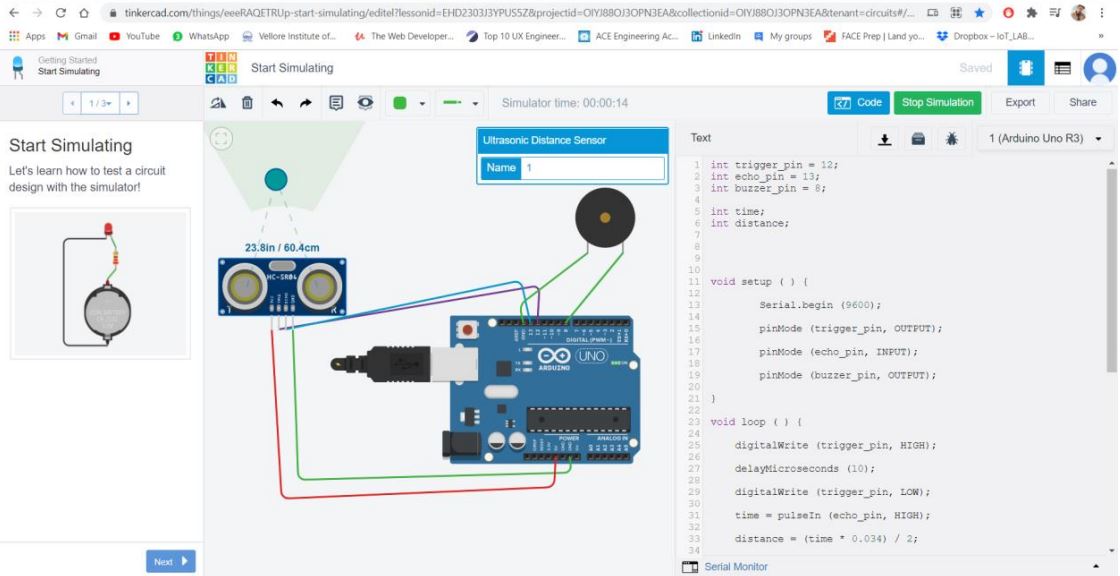 tinkercad.com/things/eeeRAQETRUp-start-simulating/editel?lessonid=EHD2303J3YPUS5Z&projectid=OIYJ88OJ3OPN3EA&collectionid=OIYJ88OJ3OPN3EA&tenant=circuits#/...
Apps Gmail YouTube WhatsApp Vellore Institute of... The Web Developer... Top 10 UX Engineer... ACE Engineering Ac... LinkedIn My groups FACE Prep | Land yo... Dropbox – IoT_LAB... »
Getting Started
Start Simulating
TIN
KER
CAD
Start Simulating
Saved
1/3
Simulator time: 00:00:14
Code
Stop Simulation
Export
Share
Start Simulating
Let's learn how to test a circuit
design with the simulator!
Next
Ultrasonic Distance Sensor
Name 1
23.8in / 60.4cm
HC-SR04
T R
DIGITAL (PWM~)
UNO
ARDUINO
POWER ANALOG IN
Text
1 (Arduino Uno R3)
1 int trigger_pin = 12;
2 int echo_pin = 13;
3 int buzzer_pin = 8;
4
5 int time;
6 int distance;
7
8
9
10
11 void setup ( ) {
12
13 Serial.begin (9600);
14
15 pinMode (trigger_pin, OUTPUT);
16
17 pinMode (echo_pin, INPUT);
18
19 pinMode (buzzer_pin, OUTPUT);
20
21 }
22
23 void loop ( ) {
24
25 digitalWrite (trigger_pin, HIGH);
26
27 delayMicroseconds (10);
28
29 digitalWrite (trigger_pin, LOW);
30
31 time = pulseIn (echo_pin, HIGH);
32
33 distance = (time * 0.034) / 2;
34
Serial Monitor